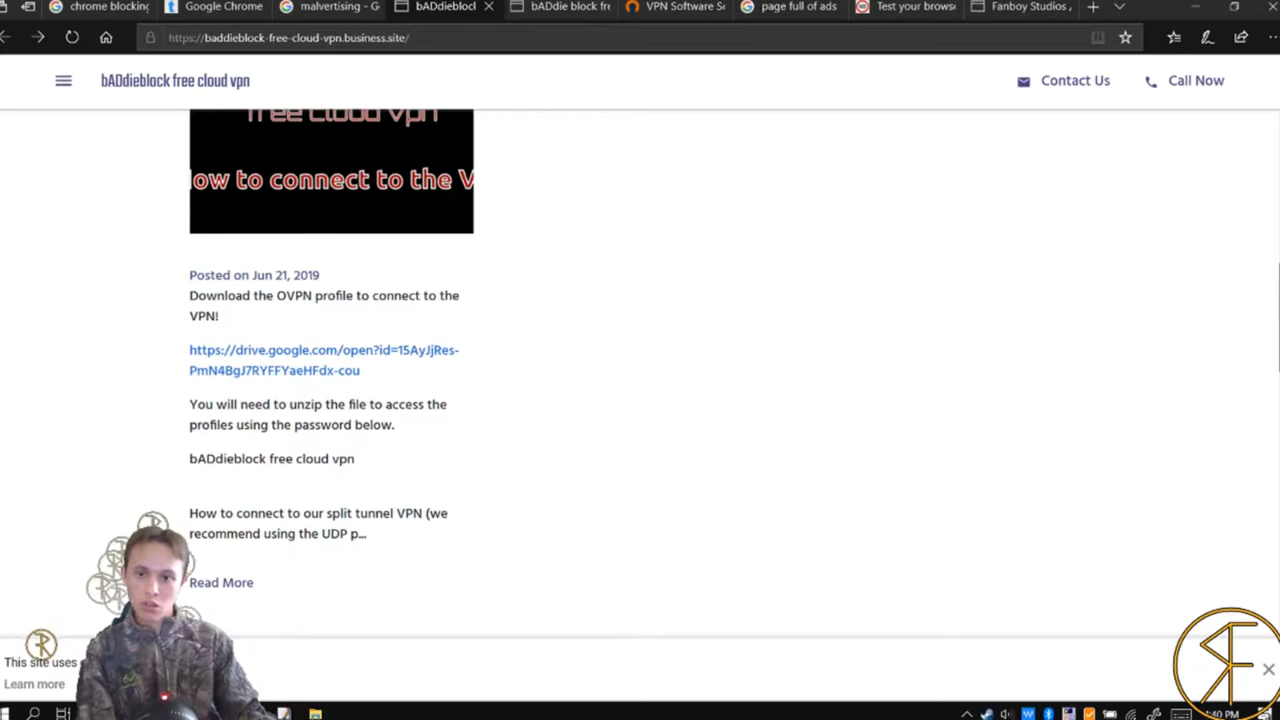 chrome blocking
Google Chrome
malvertising - G
bADdieblocl
bADdie block fre
VPN Software So
page full of ads
Test your browse
Fanboy Studios
https://baddieblock-free-cloud-vpn.business.site/
bADdieblock free cloud vpn
Contact Us
Call Now
free cloud vpn
ow to connect to the V
Posted on Jun 21, 2019
Download the OVPN profile to connect to the
VPN!
https://drive.google.com/open?id=15AyJjRes-
PmN4BgJ7RYFFYaeHFdx-cou
You will need to unzip the file to access the
profiles using the password below.
bADdieblock free cloud vpn
How to connect to our split tunnel VPN (we
recommend using the UDP p...
Read More
This site uses
Learn more
:40 PM